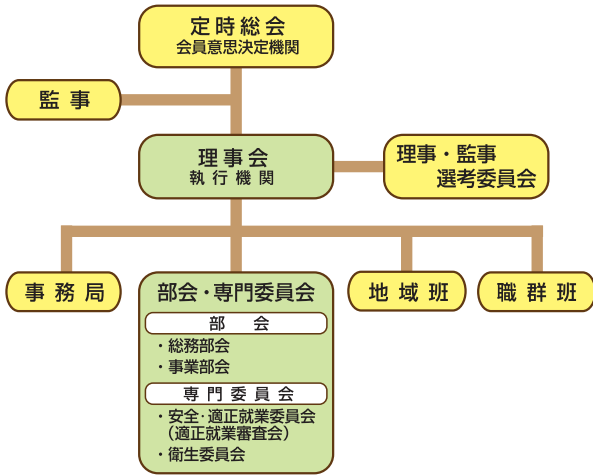 定時総会
会員意思決定機関
監事
理事会
執行機関
理事・監事
選考委員会
事務局
部会・専門委員会
部会
・総務部会
・事業部会
専門委員会
・安全・適正就業委員会
（適正就業審査会）
・衛生委員会
地域班
職群班